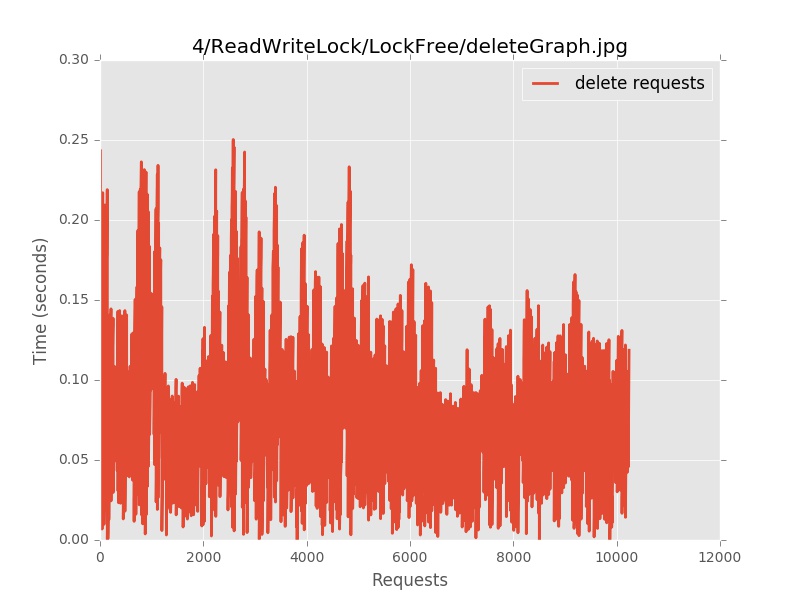 4/ReadWriteLock/LockFree/deleteGraph.jpg
delete requests
Time (seconds)
0.30
0.25
0.20
0.15
0.10
0.05
0.00
0 2000 4000 6000 8000 10000 12000
Requests